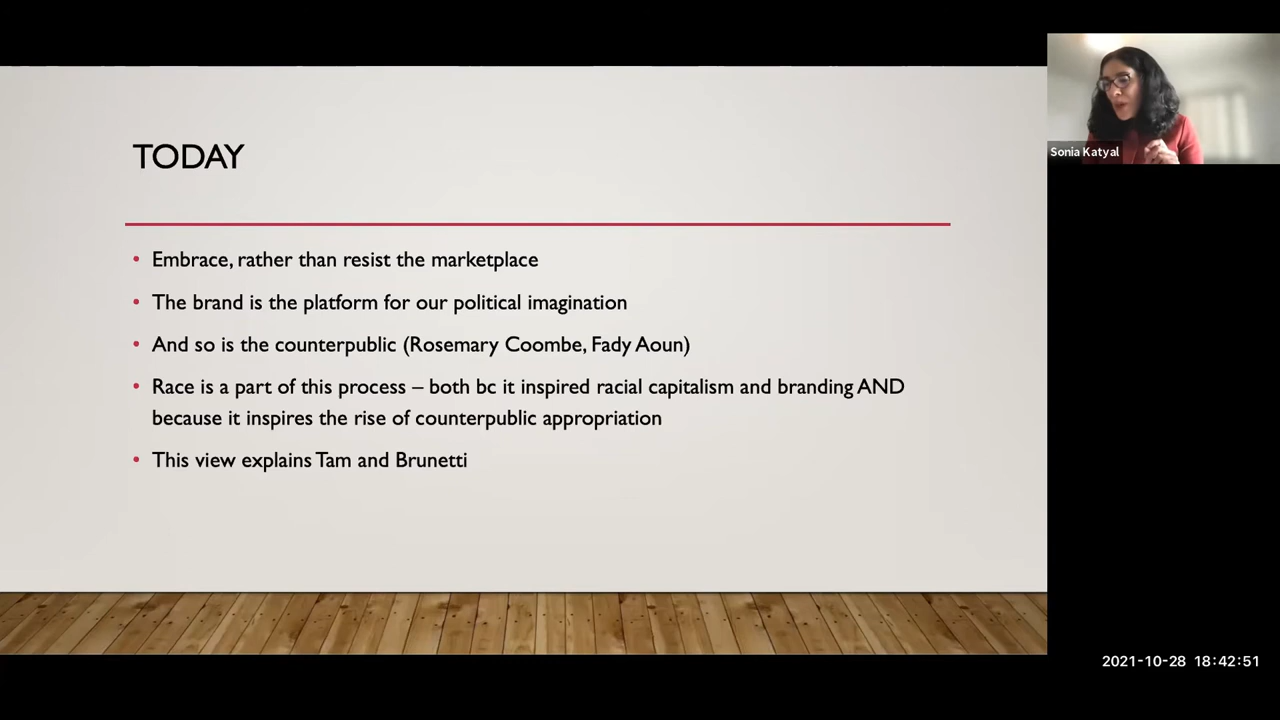 TODAY
• Embrace, rather than resist the marketplace
• The brand is the platform for our political imagination
• And so is the counterpublic (Rosemary Coombe, Fady Aoun)
• Race is a part of this process – both bc it inspired racial capitalism and branding AND
because it inspires the rise of counterpublic appropriation
• This view explains Tam and Brunetti
Sonia Katyal
2021-10-28 18:42:51